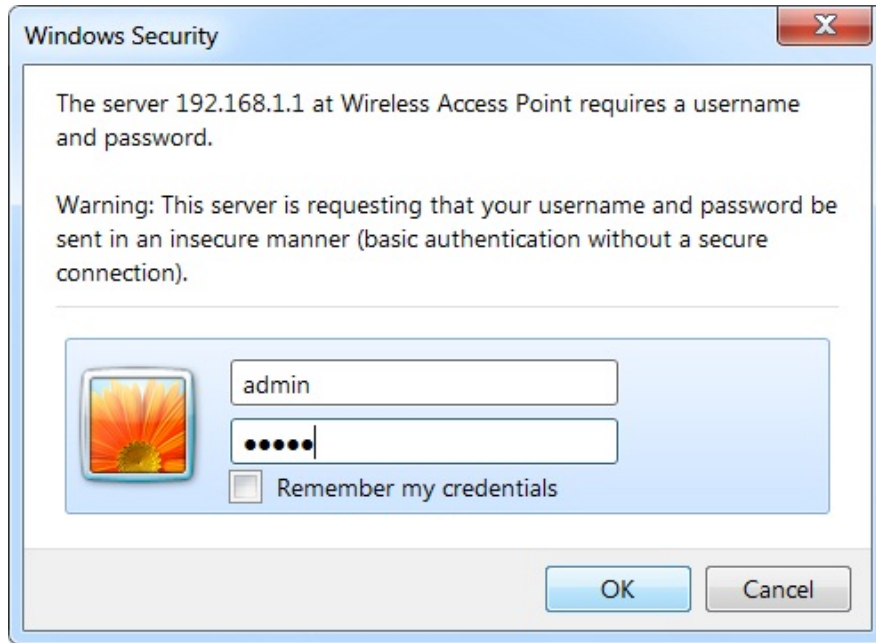 Windows Security
The server 192.168.1.1 at Wireless Access Point requires a username
and password.
Warning: This server is requesting that your username and password be
sent in an insecure manner (basic authentication without a secure
connection).
admin
●●●●●
Remember my credentials
OK
Cancel